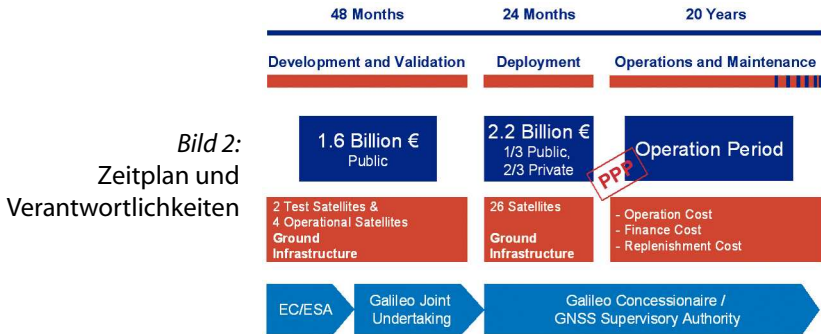 48 Months
24 Months
20 Years
Development and Validation
Deployment
Operations and Maintenance
Bild 2:
Zeitplan und
Verantwortlichkeiten
1.6 Billion €
Public
2.2 Billion €
1/3 Public,
2/3 Private
PPP
Operation Period
2 Test Satellites &
4 Operational Satellites
Ground
Infrastructure
26 Satellites
Ground
Infrastructure
- Operation Cost
- Finance Cost
- Replenishment Cost
EC/ESA
Galileo Joint
Undertaking
Galileo Concessionaire /
GNSS Supervisory Authority